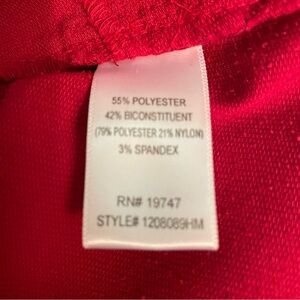 55% POLYESTER
42% BICONSTITUENT
(79% POLYESTER 21% NYLON)
3% SPANDEX
RN# 19747
STYLE# 1208089HM